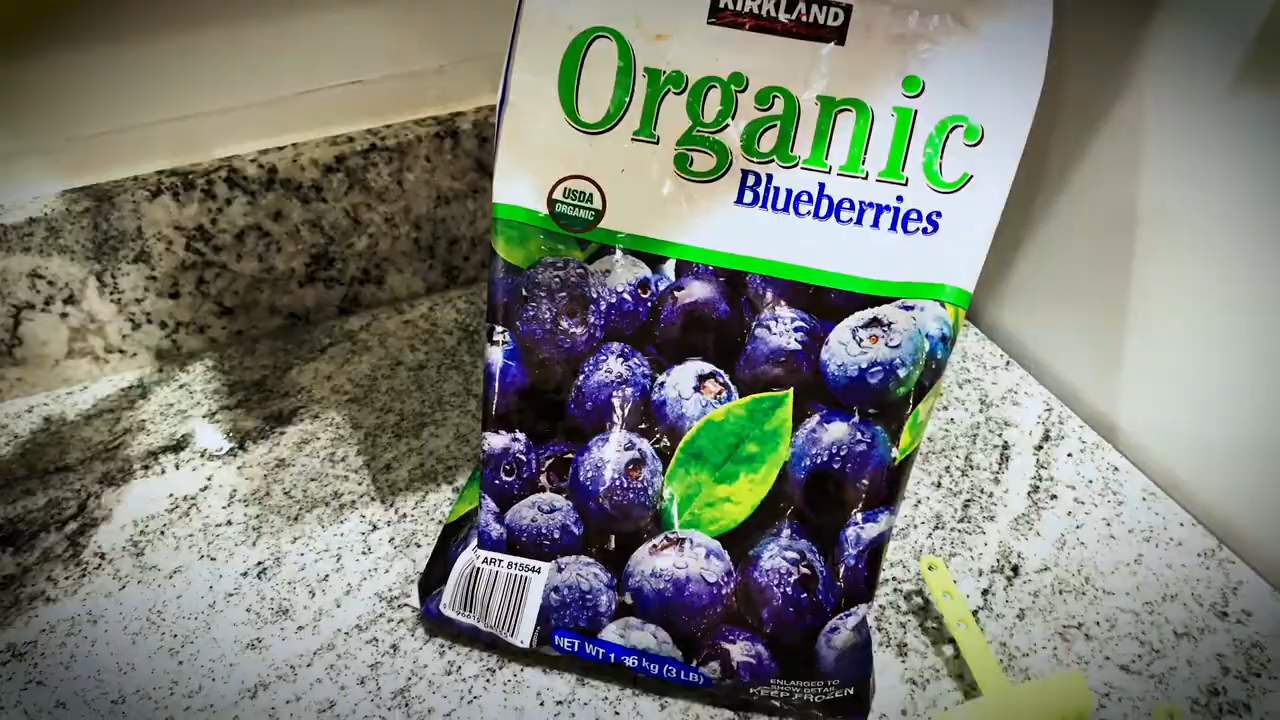 KIRKLAND
Signature
Organic
Blueberries
USDA
ORGANIC
ART. 815544
NET WT 1.36 kg (3 LB)
ENLARGED TO
SHOW DETAIL
KEEP FROZEN